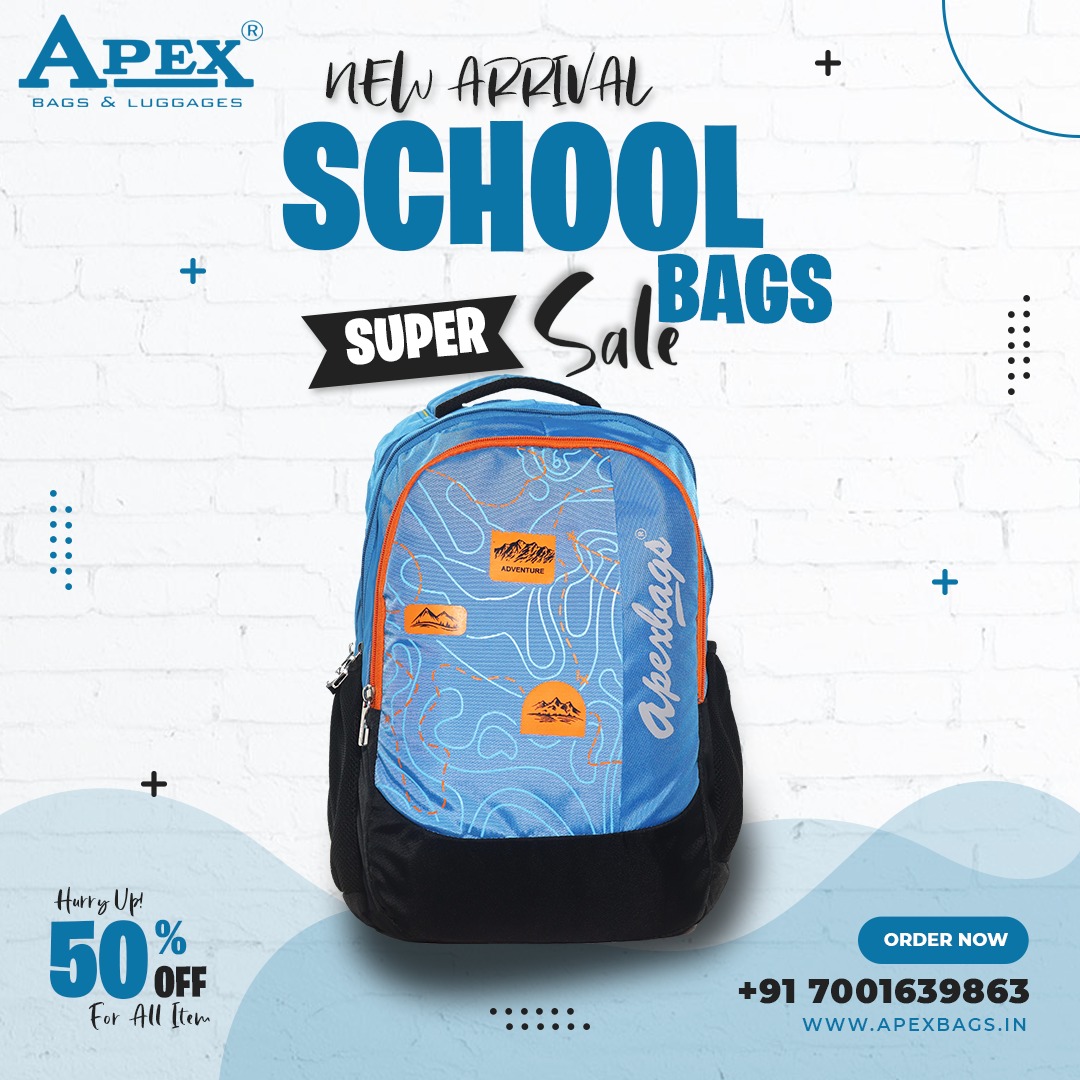 APEX®
BAGS & LUGGAGES
NEW ARRIVAL
SCHOOL
BAGS
SUPER Sale
ADVENTURE
apexbags®
Hurry Up!
50% OFF
For All Item
ORDER NOW
+91 7001639863
WWW.APEXBAGS.IN